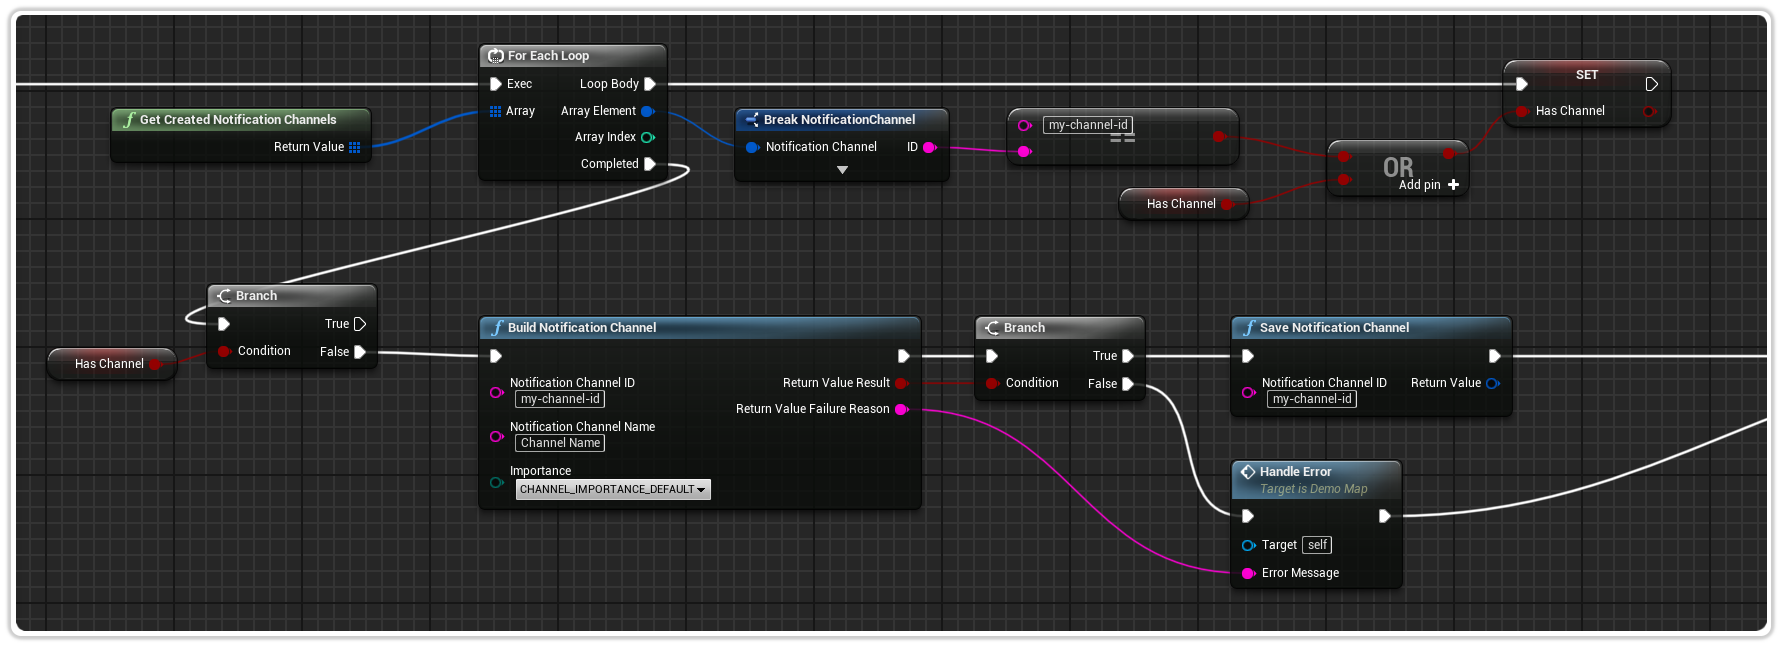 For Each Loop
Exec
Loop Body
Array
Array Element
Array Index
Completed
f Get Created Notification Channels
Return Value
Break NotificationChannel
Notification Channel
ID
my-channel-id
==
Has Channel
OR
Add pin +
SET
Has Channel
Branch
True
Condition
False
Has Channel
f Build Notification Channel
Notification Channel ID
my-channel-id
Notification Channel Name
Channel Name
Importance
CHANNEL_IMPORTANCE_DEFAULT
Return Value Result
Return Value Failure Reason
Branch
True
Condition
False
f Save Notification Channel
Notification Channel ID
my-channel-id
Return Value
Handle Error
Target is Demo Map
Target self
Error Message